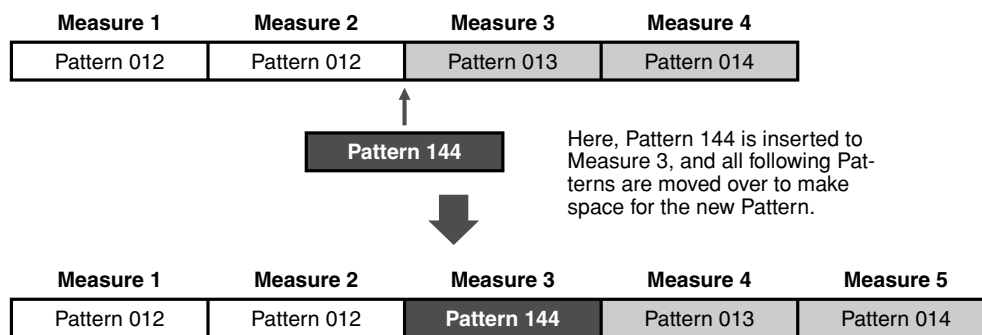 Measure 1 Measure 2 Measure 3 Measure 4
Pattern 012 Pattern 012 Pattern 013 Pattern 014
Pattern 144
Here, Pattern 144 is inserted to
Measure 3, and all following Pat-
terns are moved over to make
space for the new Pattern.
Measure 1 Measure 2 Measure 3 Measure 4 Measure 5
Pattern 012 Pattern 012 Pattern 144 Pattern 013 Pattern 014